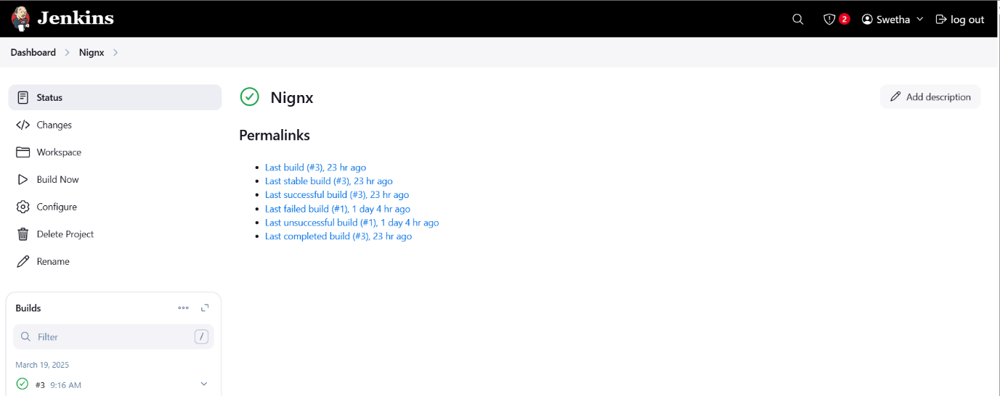 Jenkins
2
Swetha
log out
Dashboard
Nignx
Status
Changes
Workspace
Build Now
Configure
Delete Project
Rename
Nignx
Add description
Permalinks
Last build (#3), 23 hr ago
Last stable build (#3), 23 hr ago
Last successful build (#3), 23 hr ago
Last failed build (#1), 1 day 4 hr ago
Last unsuccessful build (#1), 1 day 4 hr ago
Last completed build (#3), 23 hr ago
Builds
Filter
/
March 19, 2025
#3 9:16 AM